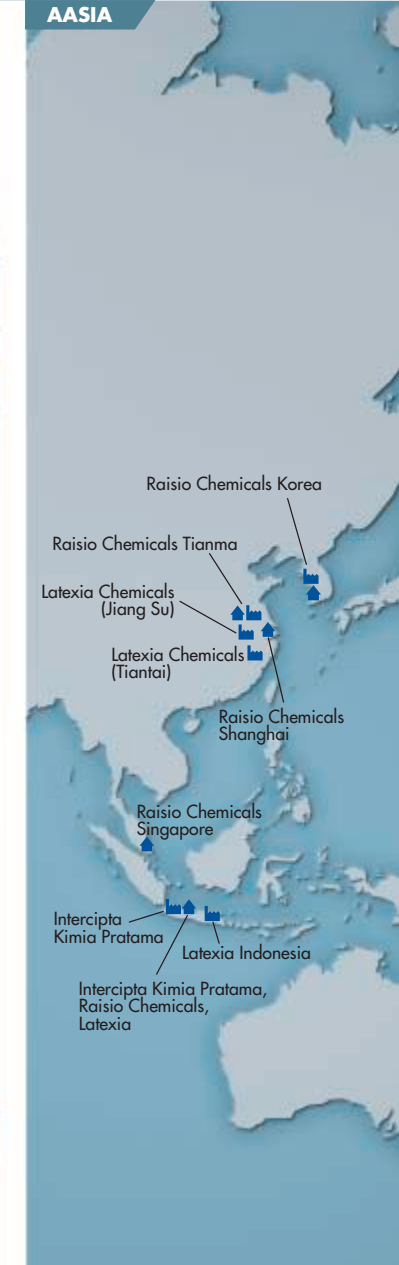 AASIA
Raisio Chemicals Korea
Raisio Chemicals Tianma
Latexia Chemicals
(Jiang Su)
Latexia Chemicals
(Tiantai)
Raisio Chemicals
Shanghai
Raisio Chemicals
Singapore
Intercipta
Kimia Pratama
Latexia Indonesia
Intercipta Kimia Pratama,
Raisio Chemicals,
Latexia